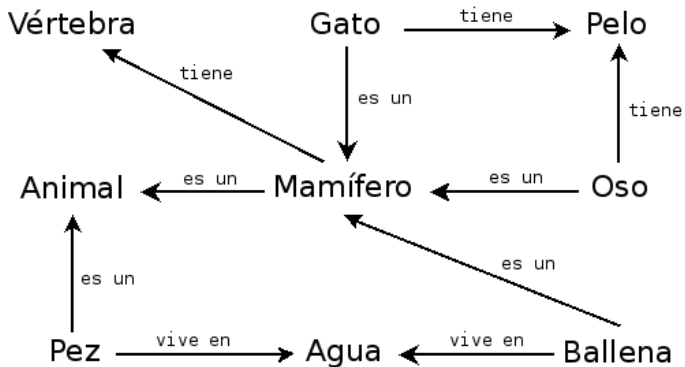 Vértebra Gato tiene Pelo
tiene es un tiene
Animal es un Mamífero es un Oso
es un es un
Pez vive en Agua vive en Ballena